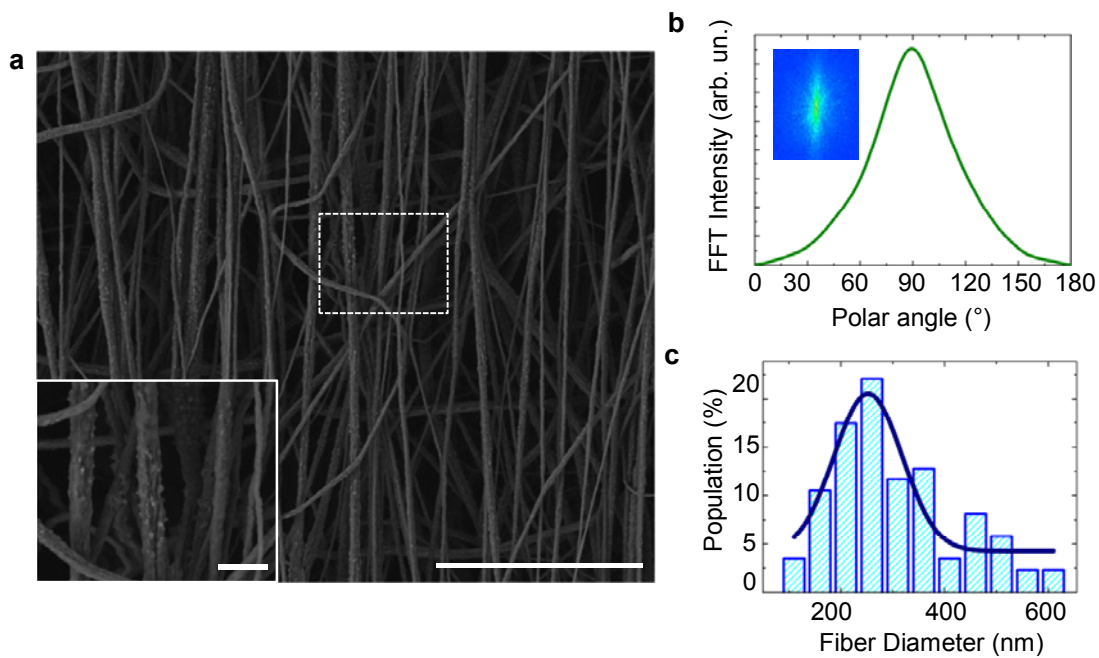 a
b
FFT Intensity (arb. un.)
0 30 60 90 120 150 180
Polar angle (°)
c
Population (%)
20
15
10
5
0
200 400 600
Fiber Diameter (nm)